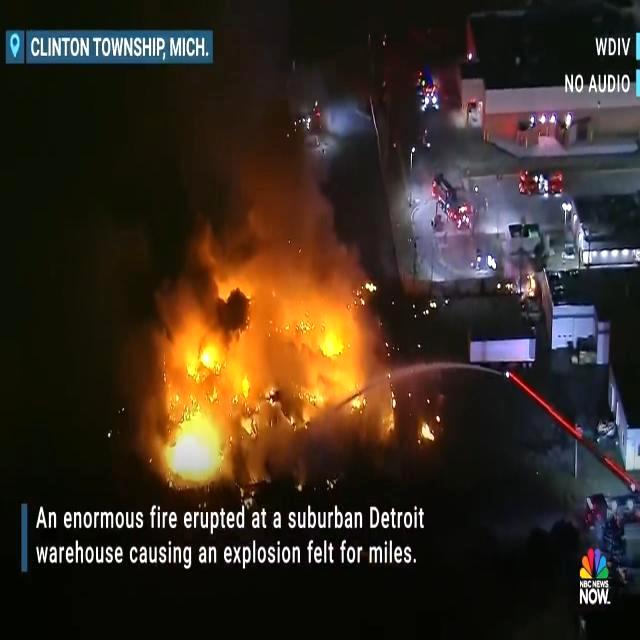 CLINTON TOWNSHIP, MICH.
WDIV
NO AUDIO
An enormous fire erupted at a suburban Detroit
warehouse causing an explosion felt for miles.
NBC NEWS
NOW